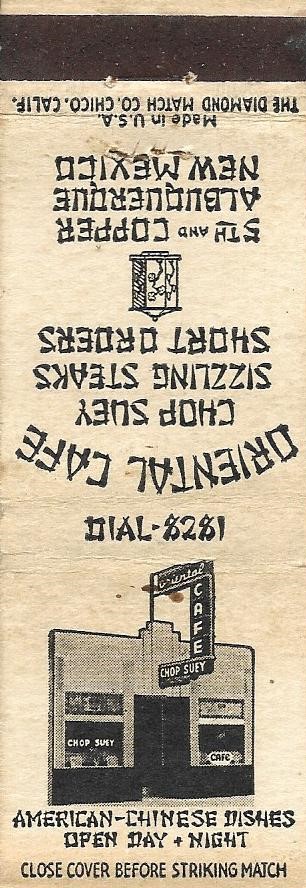 THE DIAMOND MATCH CO. CHICO, CALIF.
Made in U.S.A.
ORIENTAL CAFE
CHOP SUEY
SIZZLING STEAKS
SHORT ORDERS
5TH AND COPPER
ALBUQUERQUE
NEW MEXICO
DIAL-8281
Oriental
CAFE
CHOP SUEY
CHOP SUEY
CAFE
AMERICAN-CHINESE DISHES
OPEN DAY + NIGHT
CLOSE COVER BEFORE STRIKING MATCH